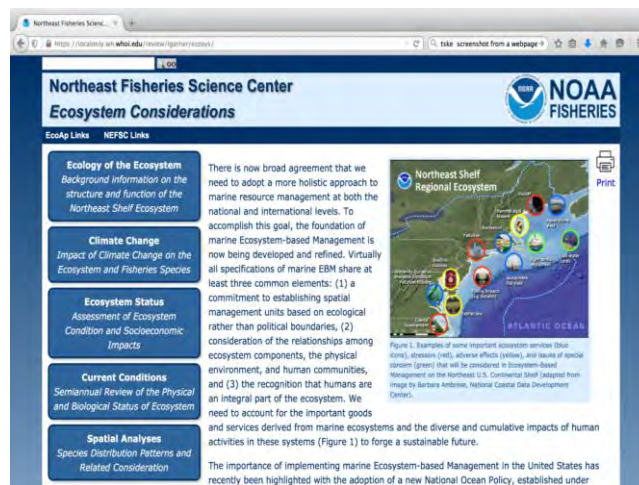 Northeast Fisheries Scienc...
whoi.edu
tske screenshot from a webpage
GO
Northeast Fisheries Science Center
Ecosystem Considerations
NOAA
FISHERIES
EcoAp Links NEFSC Links
Print
Ecology of the Ecosystem
Background information on the
structure and function of the
Northeast Shelf Ecosystem
Climate Change
Impact of Climate Change on the
Ecosystem and Fisheries Species
Ecosystem Status
Assessment of Ecosystem
Condition and Socioeconomic
Impacts
Current Conditions
Semiannual Review of the Physical
and Biological Status of Ecosystem
Spatial Analyses
Species Distribution Patterns and
Related Consideration
There is now broad agreement that we
need to adopt a more holistic approach to
marine resource management at both the
national and international levels. To
accomplish this goal, the foundation of
marine Ecosystem-based Management is
now being developed and refined. Virtually
all specifications of marine EBM share at
least three common elements: (1) a
commitment to establishing spatial
management units based on ecological
rather than political boundaries, (2)
consideration of the relationships among
ecosystem components, the physical
environment, and human communities,
and (3) the recognition that humans are
an integral part of the ecosystem. We
need to account for the important goods
and services derived from marine ecosystems and the diverse and cumulative impacts of human
activities in these systems (Figure 1) to forge a sustainable future.
The importance of implementing marine Ecosystem-based Management in the United States has
recently been highlighted with the adoption of a new National Ocean Policy, established under
Northeast Shelf
Regional Ecosystem
ATLANTIC OCEAN
Figure 1. Examples of some important ecosystem services (blue
icons), stressors (red), adverse effects (yellow), and issues of special
concern (green) that will be considered in Ecosystem-Based
Management on the Northeast U.S. Continental Shelf (adapted from
image by Barbara Ambrose, National Coastal Data Development
Center).